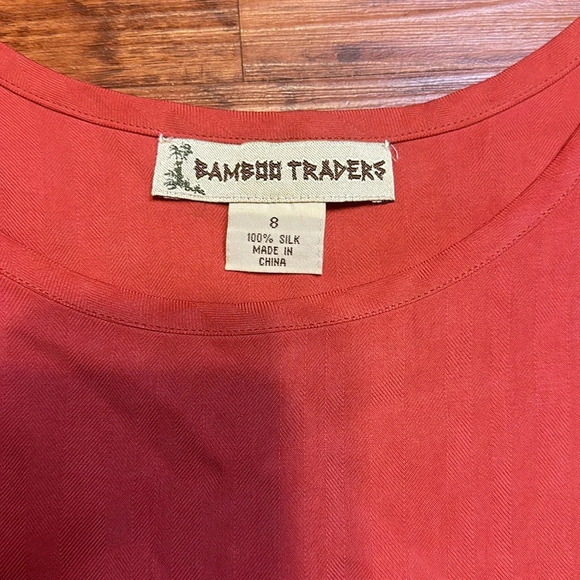 BAMBOO TRADERS
8
100% SILK
MADE IN
CHINA